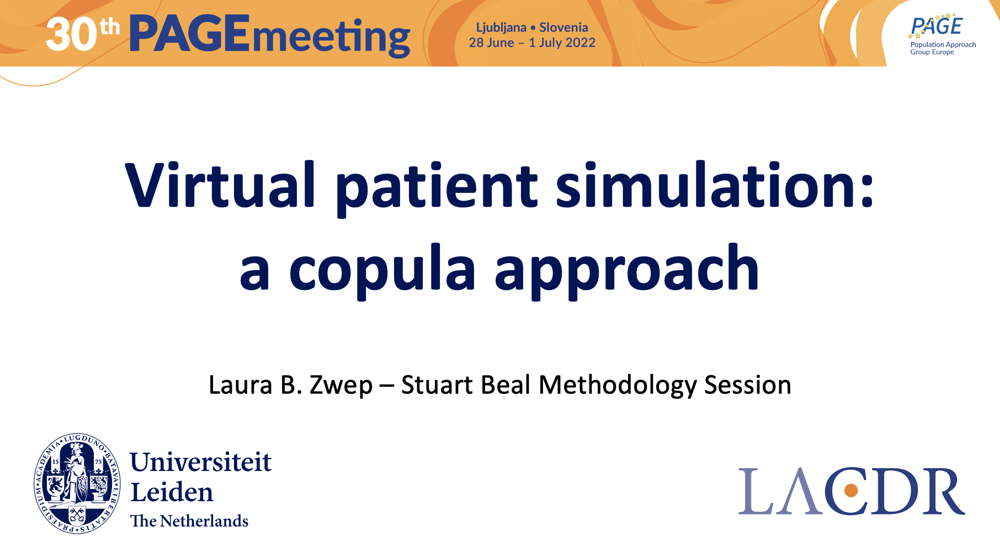 30th PAGEmeeting
Ljubljana • Slovenia
28 June – 1 July 2022
PAGE
Population Approach
Group Europe
Virtual patient simulation:
a copula approach
Laura B. Zwep – Stuart Beal Methodology Session
ACADEMIA•LUGDUNO•BATAVA•LIBERTATIS•PRAESIDIUM•
15 75
Universiteit
Leiden
The Netherlands
LACDR